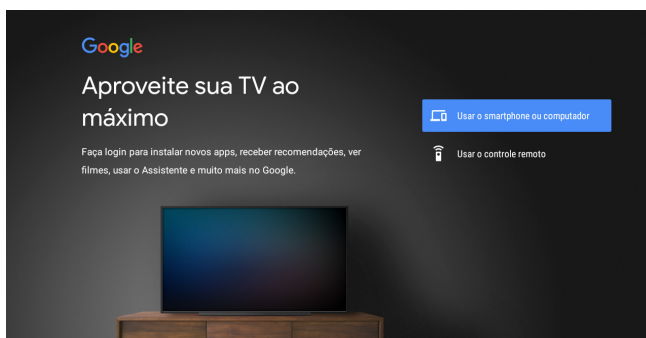 Google
Aproveite sua TV ao
máximo
Faça login para instalar novos apps, receber recomendações, ver
filmes, usar o Assistente e muito mais no Google.
Usar o smartphone ou computador
Usar o controle remoto